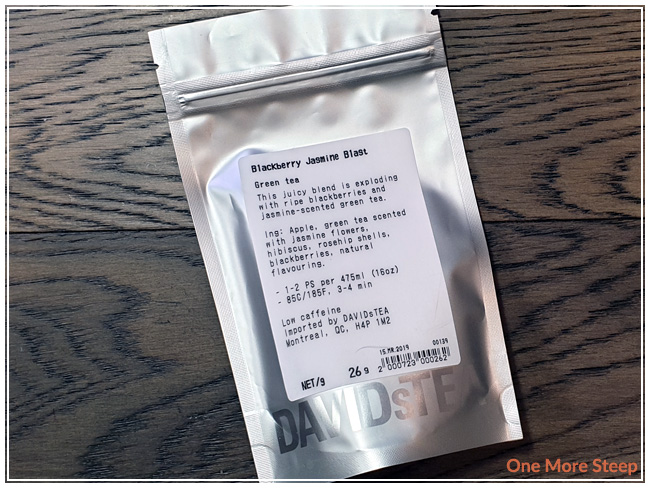 Blackberry Jasmine Blast
Green tea
This juicy blend is exploding
with ripe blackberries and
jasmine-scented green tea.
Ing: Apple, green tea scented
with jasmine flowers,
hibiscus, rosehip shells,
blackberries, natural
flavouring.
- 1-2 PS per 475ml (16oz)
- 85C/185F, 3-4 min
Low caffeine
Imported by DAVIDsTEA
Montreal, QC, H4P 1M2
15.MR.2019 00139
NET/g 26 g 2 000723 000262
DAVIDsTE
One More Steep